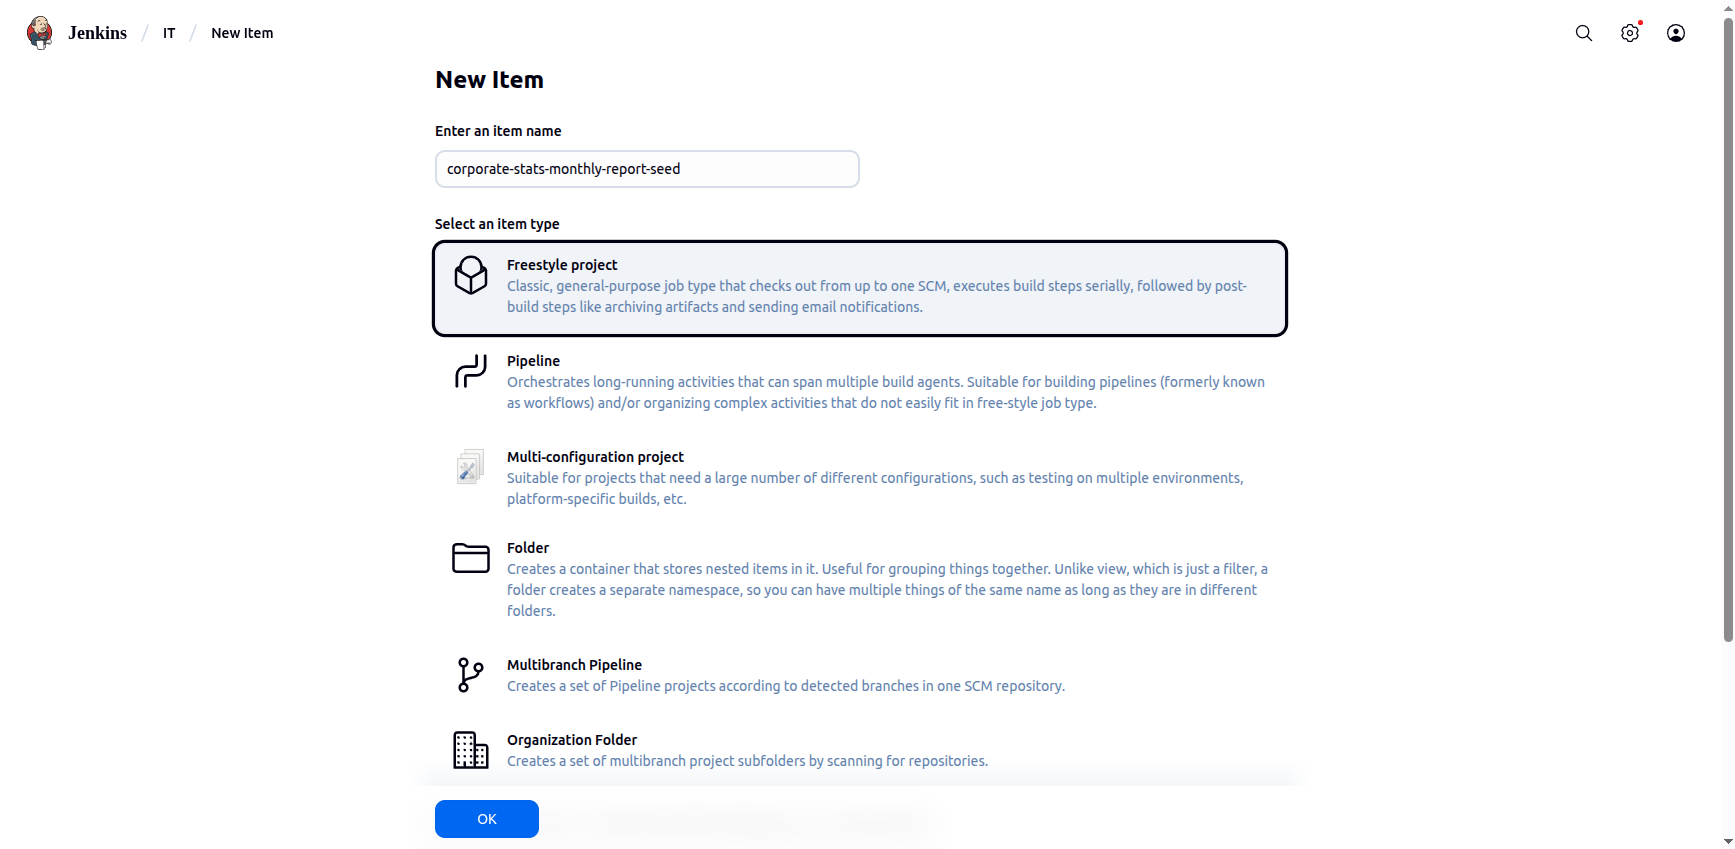 Jenkins / IT / New Item
New Item
Enter an item name
corporate-stats-monthly-report-seed
Select an item type
Freestyle project
Classic, general-purpose job type that checks out from up to one SCM, executes build steps serially, followed by post-
build steps like archiving artifacts and sending email notifications.
Pipeline
Orchestrates long-running activities that can span multiple build agents. Suitable for building pipelines (formerly known
as workflows) and/or organizing complex activities that do not easily fit in free-style job type.
Multi-configuration project
Suitable for projects that need a large number of different configurations, such as testing on multiple environments,
platform-specific builds, etc.
Folder
Creates a container that stores nested items in it. Useful for grouping things together. Unlike view, which is just a filter, a
folder creates a separate namespace, so you can have multiple things of the same name as long as they are in different
folders.
Multibranch Pipeline
Creates a set of Pipeline projects according to detected branches in one SCM repository.
Organization Folder
Creates a set of multibranch project subfolders by scanning for repositories.
OK